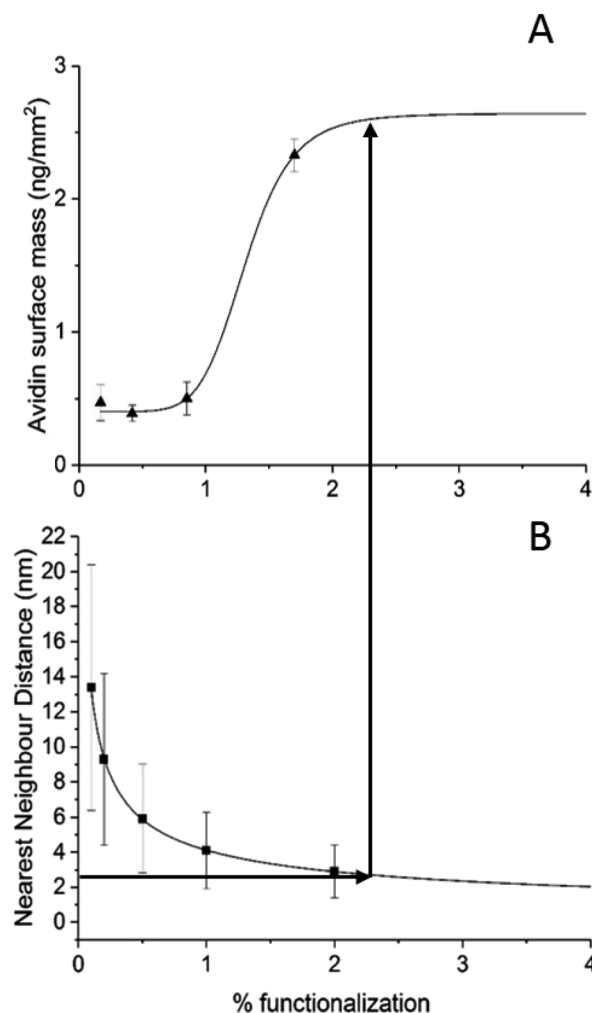 A
3
2
1
0
Avidin surface mass (ng/mm²)
0 1 2 3 4
B
22
20
18
16
14
12
10
8
6
4
2
0
Nearest Neighbour Distance (nm)
0 1 2 3 4
% functionalization